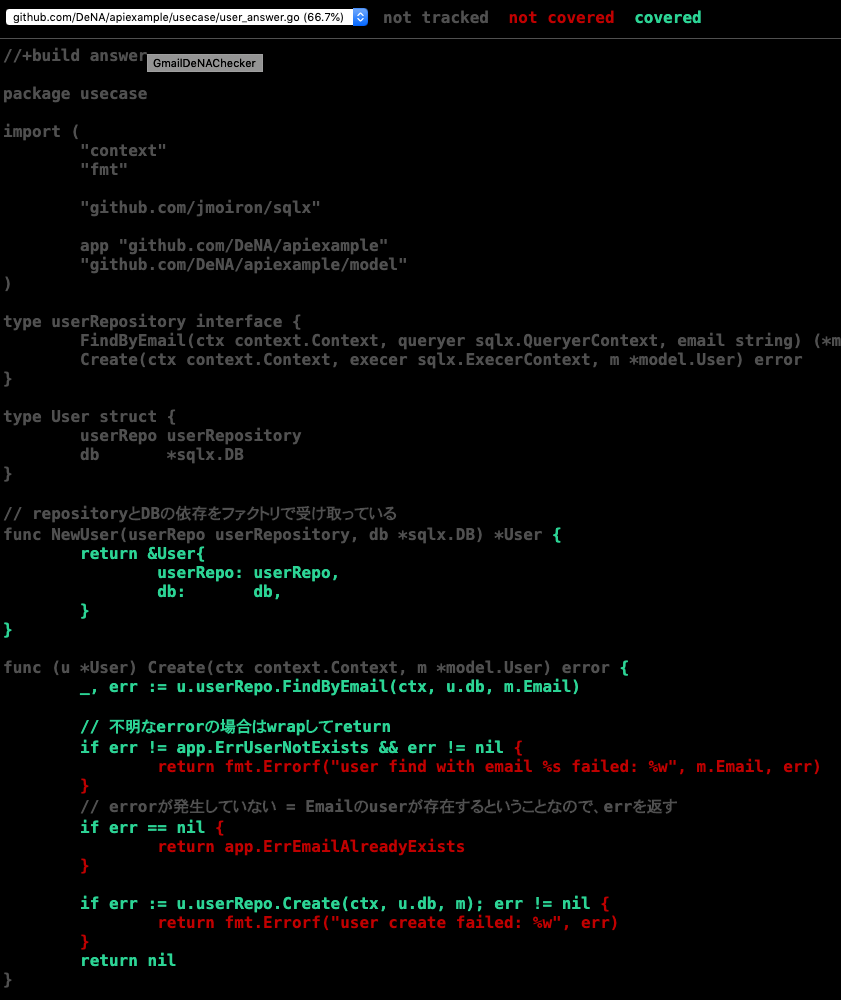 github.com/DeNA/apiexample/usecase/user_answer.go (66.7%) not tracked not covered covered
//+build answer
GmailDeNAChecker
package usecase
import (
"context"
"fmt"
"github.com/jmoiron/sqlx"
app "github.com/DeNA/apiexample"
"github.com/DeNA/apiexample/model"
)
type userRepository interface {
FindByEmail(ctx context.Context, queryer sqlx.QueryerContext, email string) (*m
Create(ctx context.Context, execer sqlx.ExecerContext, m *model.User) error
}
type User struct {
userRepo userRepository
db *sqlx.DB
}
// repositoryとDBの依存をファクトリで受け取っている
func NewUser(userRepo userRepository, db *sqlx.DB) *User {
return &User{
userRepo: userRepo,
db: db,
}
}
func (u *User) Create(ctx context.Context, m *model.User) error {
_, err := u.userRepo.FindByEmail(ctx, u.db, m.Email)
// 不明なerrorの場合はwrapしてreturn
if err != app.ErrUserNotExists && err != nil {
return fmt.Errorf("user find with email %s failed: %w", m.Email, err)
}
// errorが発生していない = Emailのuserが存在するということなので、errを返す
if err == nil {
return app.ErrEmailAlreadyExists
}
if err := u.userRepo.Create(ctx, u.db, m); err != nil {
return fmt.Errorf("user create failed: %w", err)
}
return nil
}